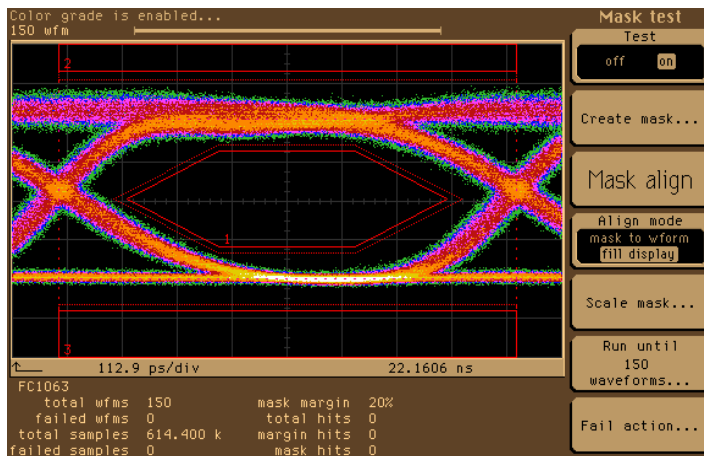 Color grade is enabled...
150 wfm
Mask test
Test
off on
Create mask...
Mask align
Align mode
mask to wform
fill display
Scale mask...
Run until
150
waveforms...
Fail action...
2
1
3
112.9 ps/div 22.1606 ns
FC1063
total wfms 150 mask margin 20%
failed wfms 0 total hits 0
total samples 614.400 k margin hits 0
failed samples 0 mask hits 0